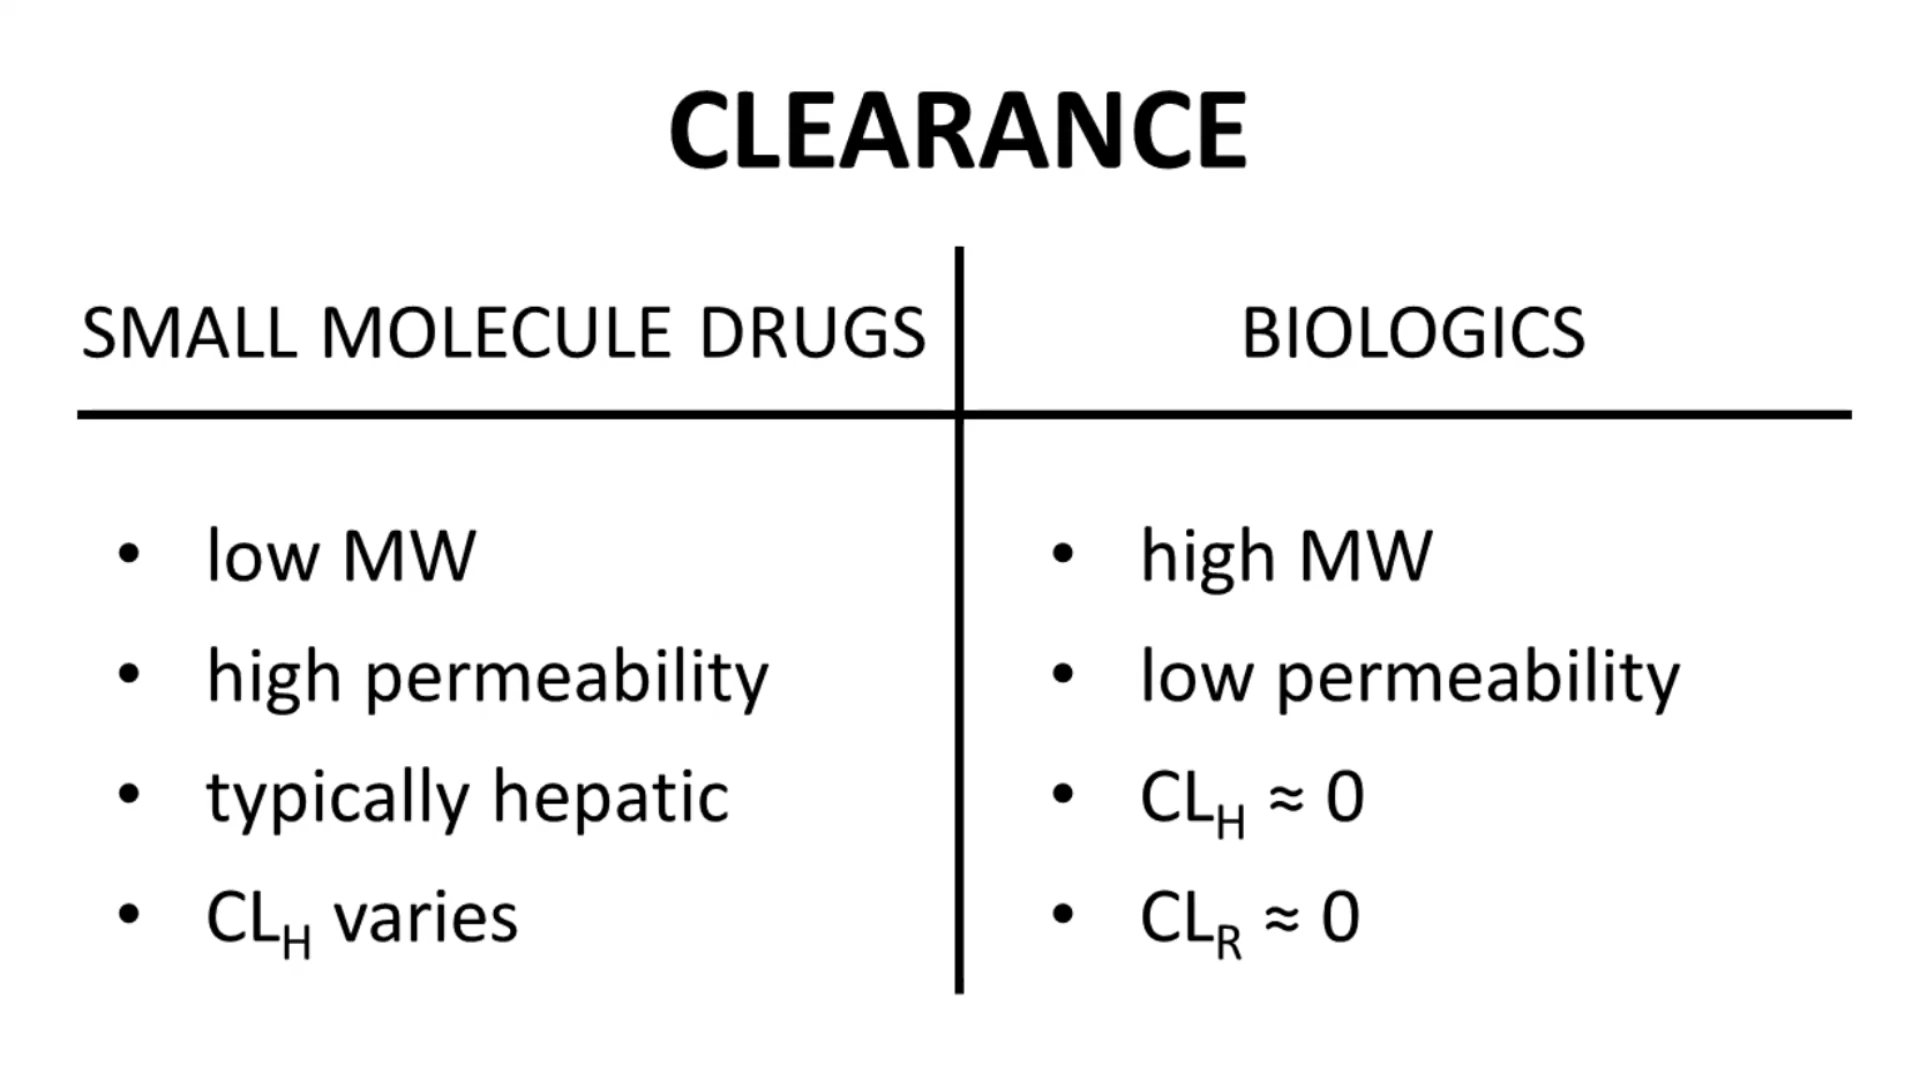 CLEARANCE
SMALL MOLECULE DRUGS
BIOLOGICS
• low MW
• high permeability
• typically hepatic
• CLH varies
• high MW
• low permeability
• CLH ≈ 0
• CLR ≈ 0